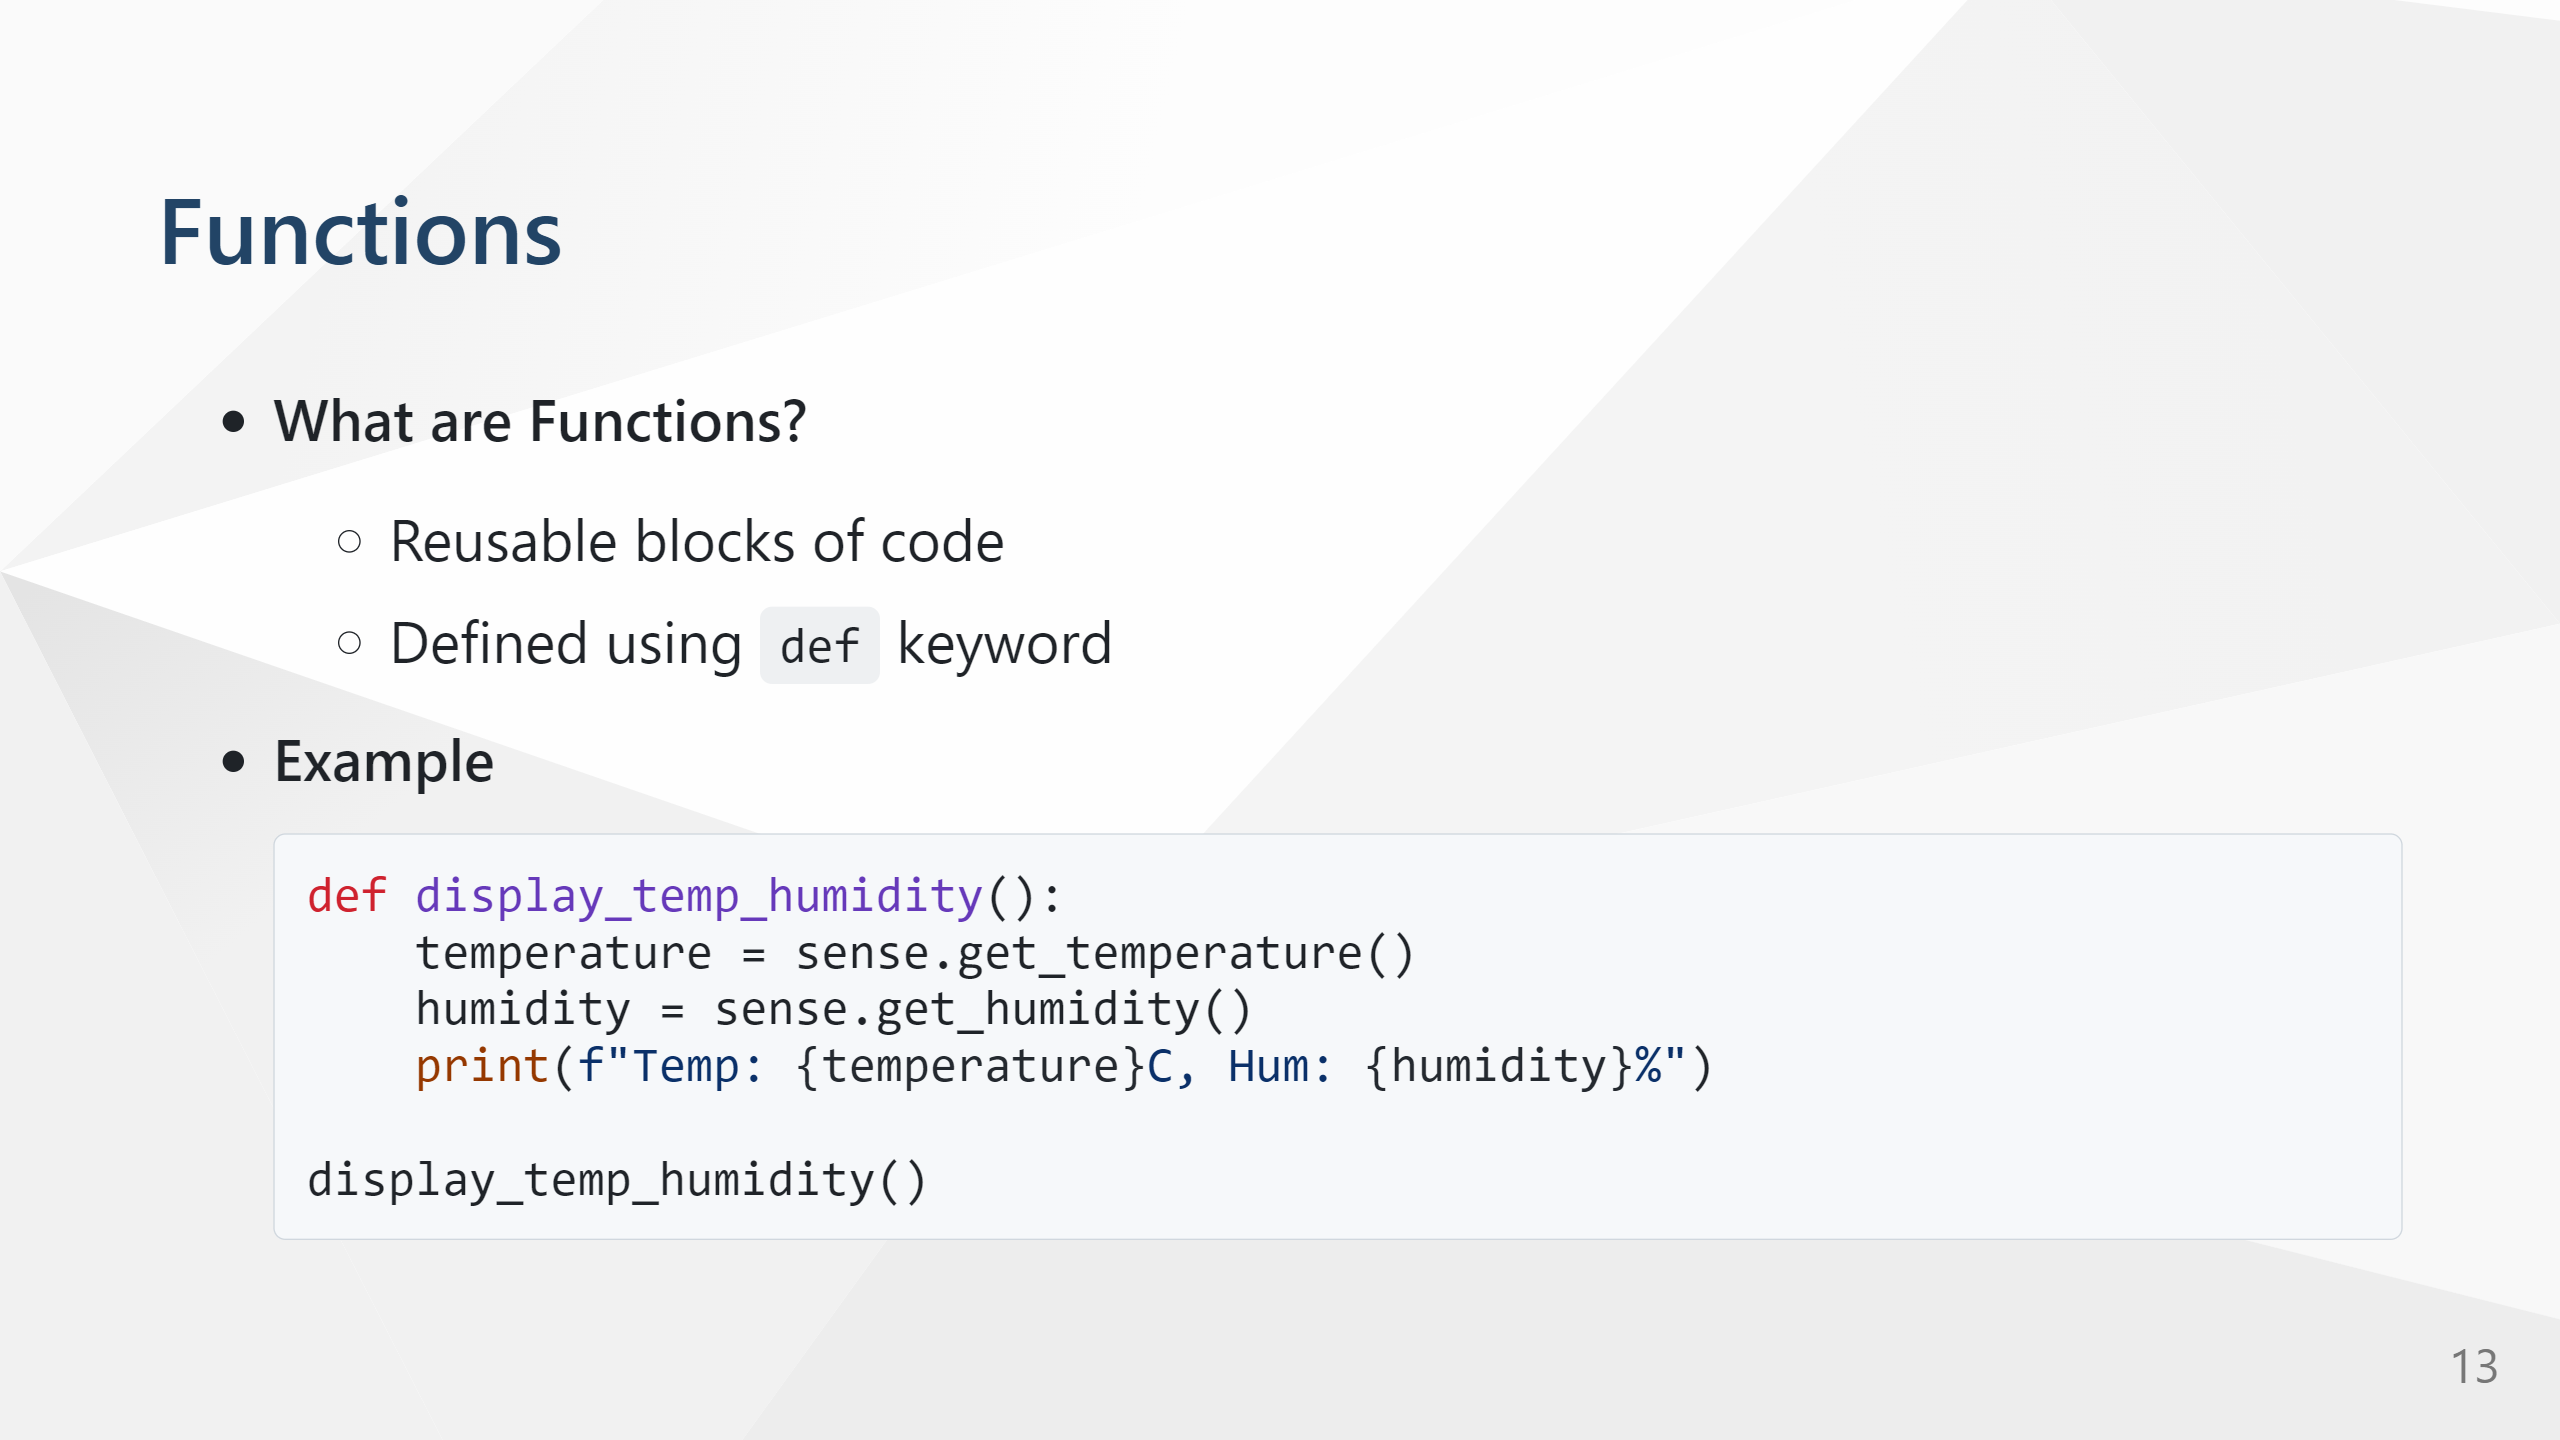 Functions
• What are Functions?
○ Reusable blocks of code
○ Defined using def keyword
• Example
def display_temp_humidity():
    temperature = sense.get_temperature()
    humidity = sense.get_humidity()
    print(f"Temp: {temperature}C, Hum: {humidity}%")
display_temp_humidity()
13